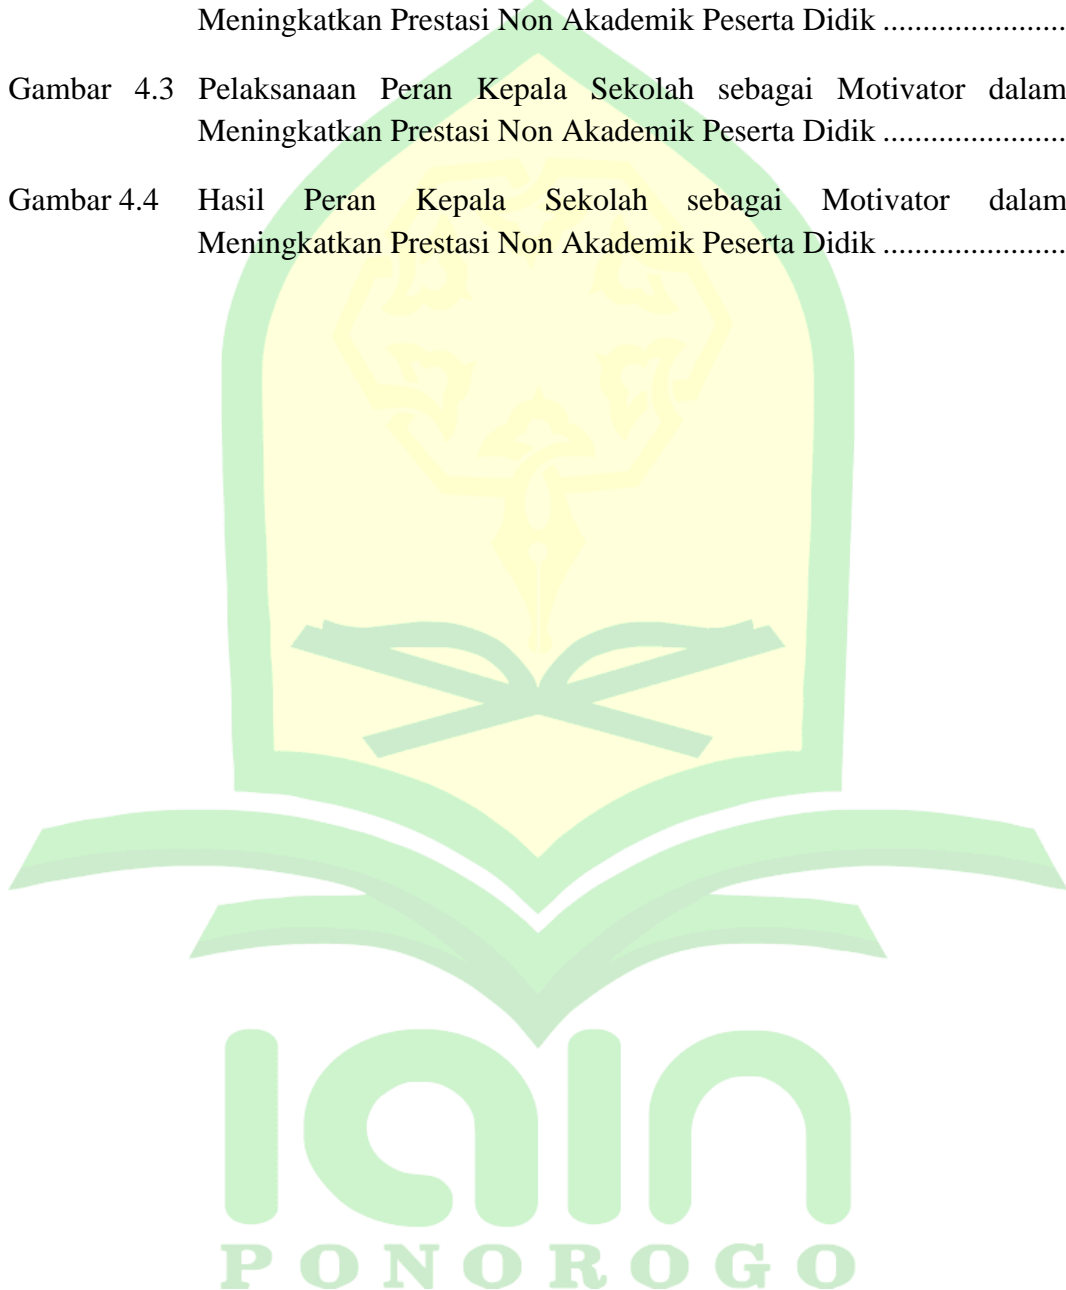 Meningkatkan Prestasi Non Akademik Peserta Didik .......................
Gambar 4.3 Pelaksanaan Peran Kepala Sekolah sebagai Motivator dalam
Meningkatkan Prestasi Non Akademik Peserta Didik .......................
Gambar 4.4 Hasil Peran Kepala Sekolah sebagai Motivator dalam
Meningkatkan Prestasi Non Akademik Peserta Didik .......................
iain
PONOROGO